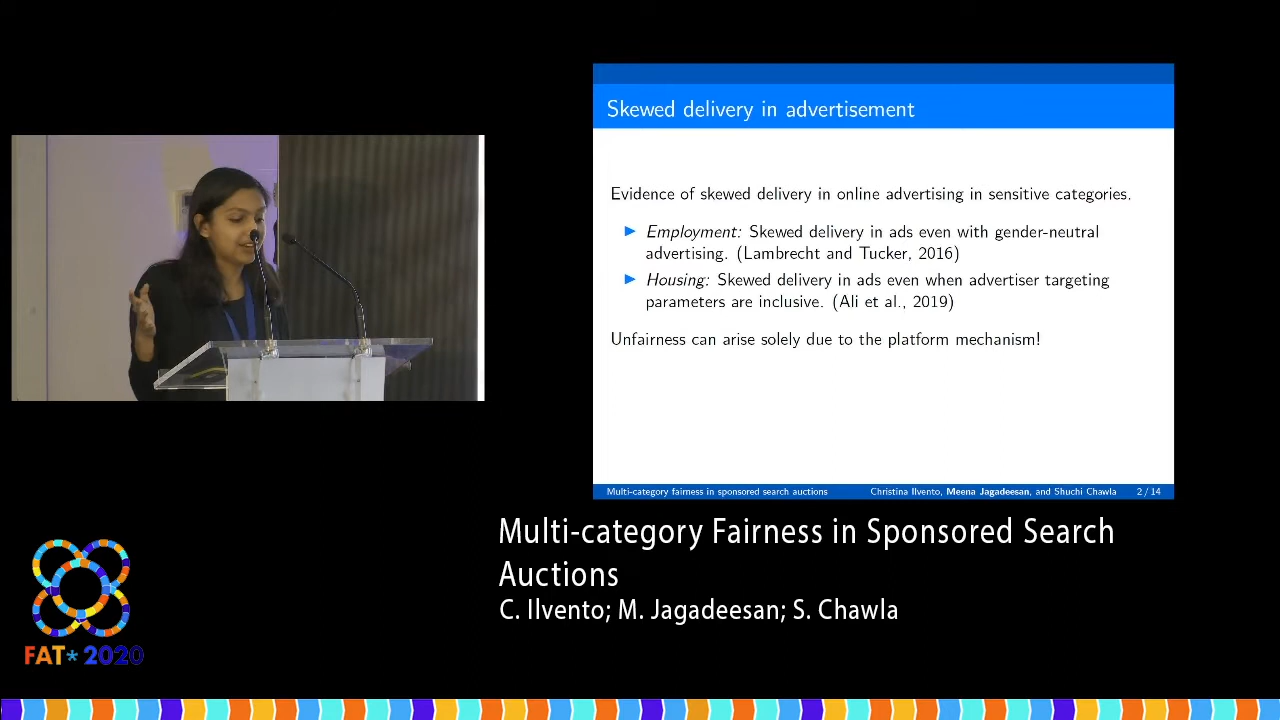 Skewed delivery in advertisement
Evidence of skewed delivery in online advertising in sensitive categories.
▶ Employment: Skewed delivery in ads even with gender-neutral
advertising. (Lambrecht and Tucker, 2016)
▶ Housing: Skewed delivery in ads even when advertiser targeting
parameters are inclusive. (Ali et al., 2019)
Unfairness can arise solely due to the platform mechanism!
Multi-category fairness in sponsored search auctions Christina Ilvento, Meena Jagadeesan, and Shuchi Chawla 2 / 14
Multi-category Fairness in Sponsored Search
Auctions
C. Ilvento; M. Jagadeesan; S. Chawla
FAT* 2020